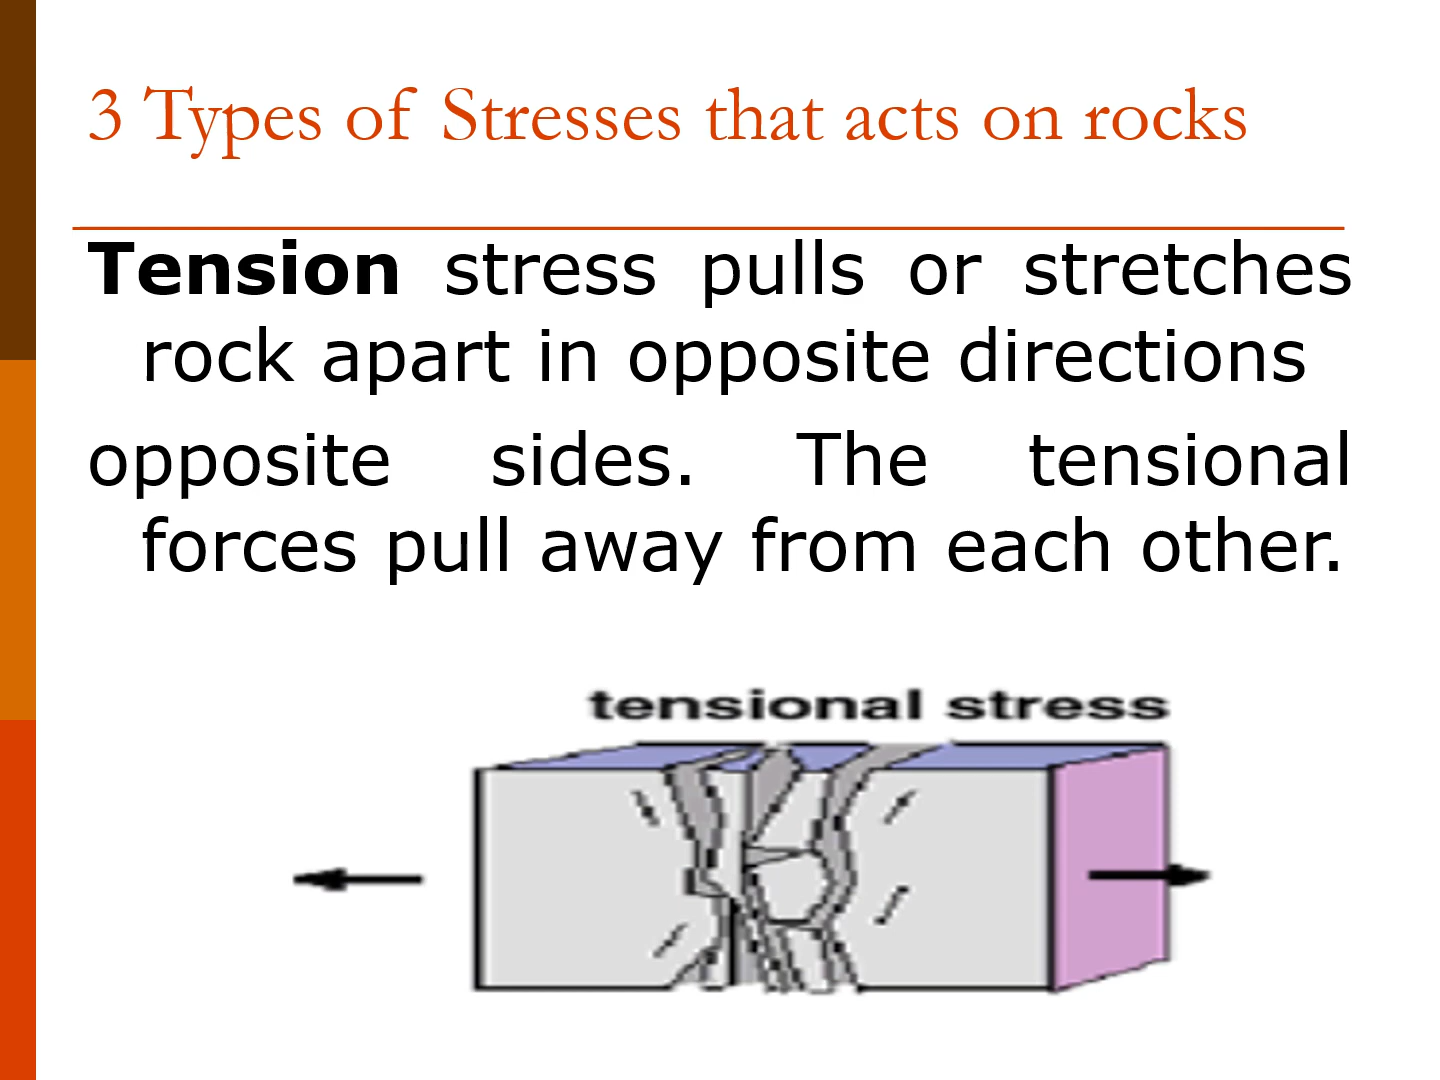 3 Types of Stresses that acts on rocks
Tension stress pulls or stretches
rock apart in opposite directions
opposite sides. The tensional
forces pull away from each other.
tensional stress